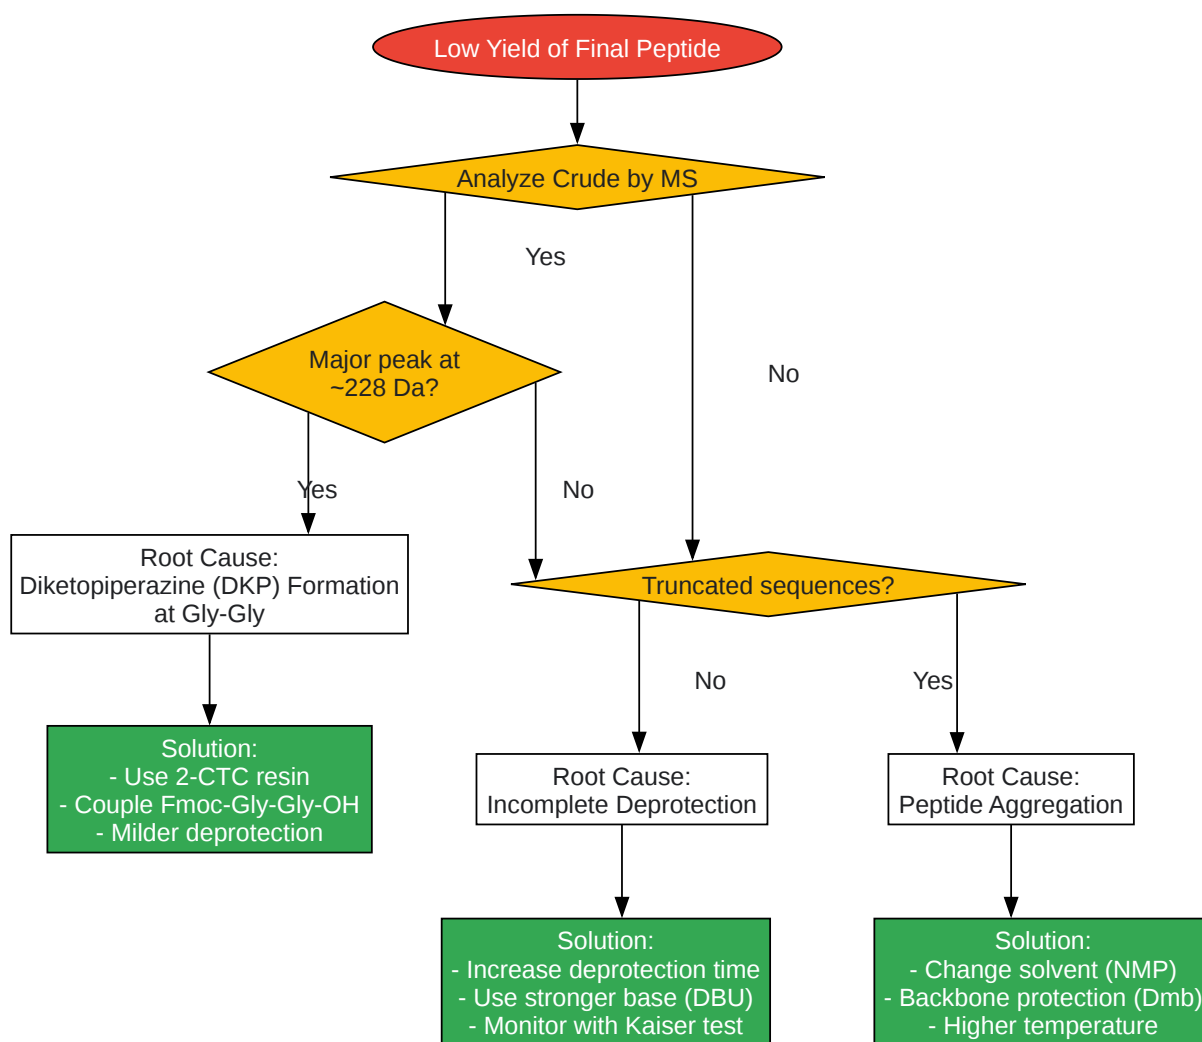 Low Yield of Final Peptide
Analyze Crude by MS
Yes
No
Major peak at
~228 Da?
Yes
No
Root Cause:
Diketopiperazine (DKP) Formation
at Gly-Gly
Truncated sequences?
No
Yes
Solution:
- Use 2-CTC resin
- Couple Fmoc-Gly-Gly-OH
- Milder deprotection
Root Cause:
Incomplete Deprotection
Root Cause:
Peptide Aggregation
Solution:
- Increase deprotection time
- Use stronger base (DBU)
- Monitor with Kaiser test
Solution:
- Change solvent (NMP)
- Backbone protection (Dmb)
- Higher temperature